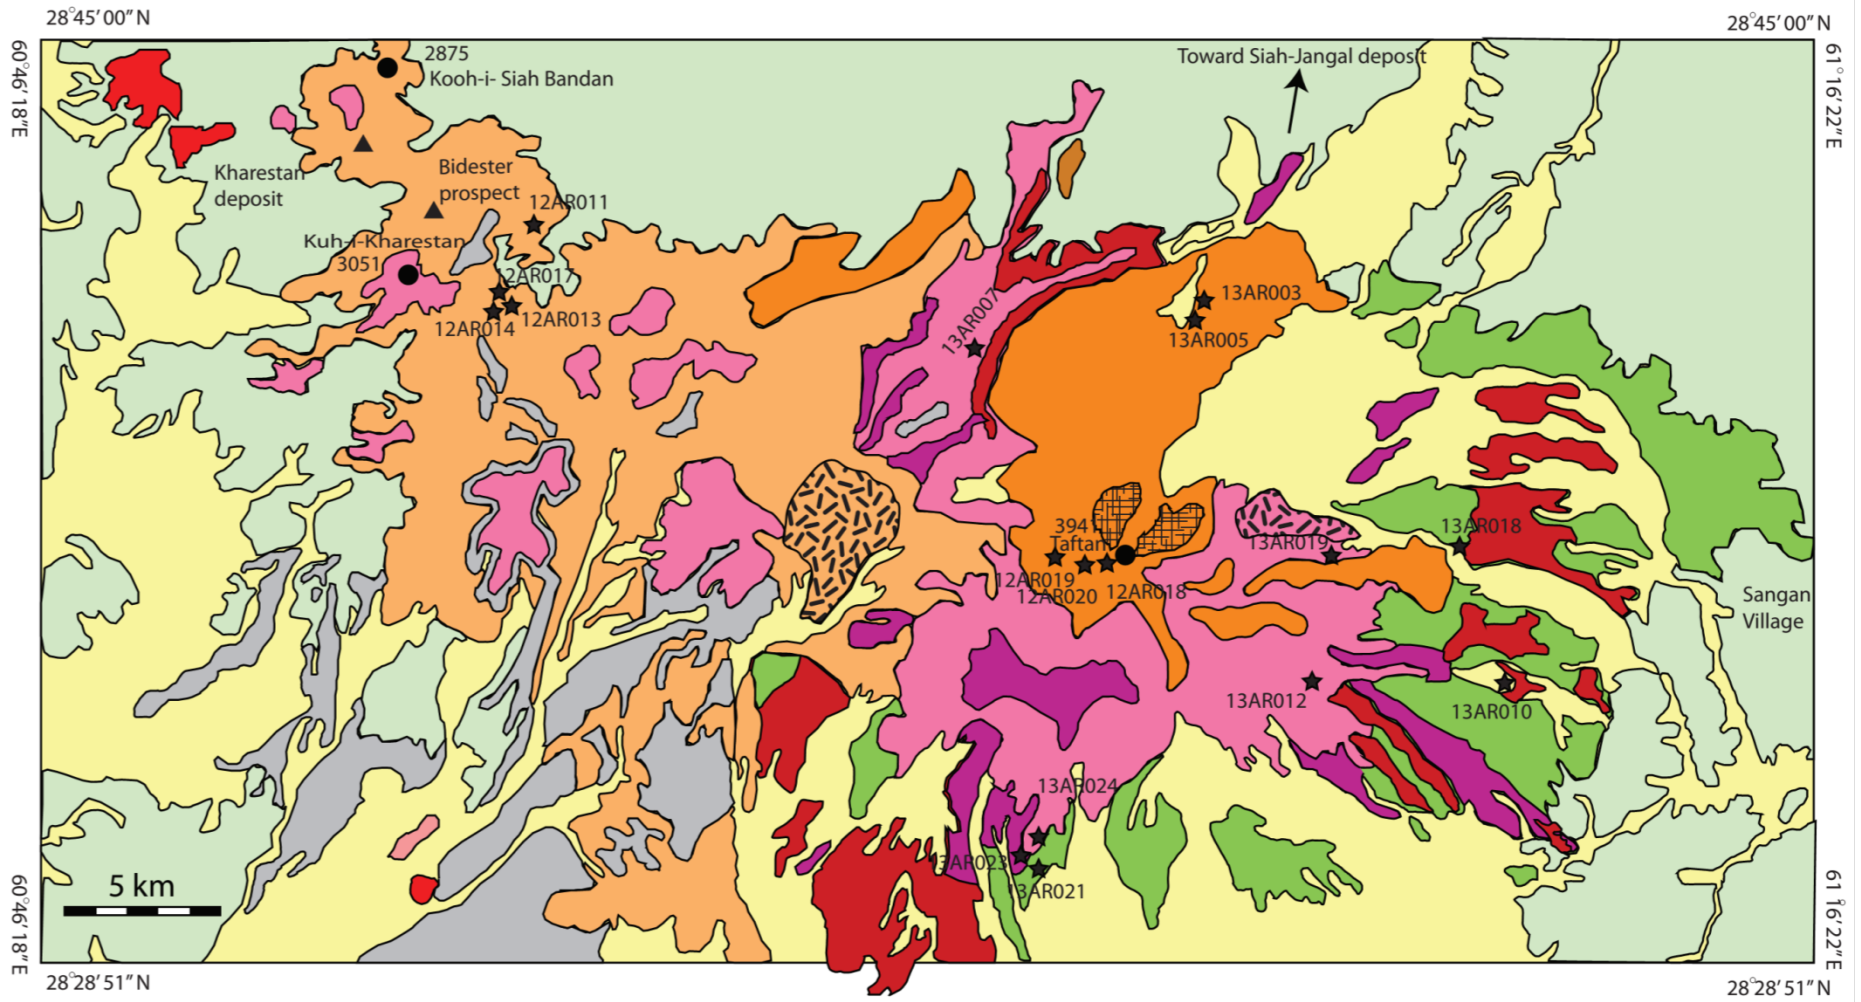 28°45′00″N
28°45′00″N
60°46′18″E
61°16′22″E
2875
Kooh-i- Siah Bandan
Toward Siah-Jangal deposit
Kharestan
deposit
Bidester
prospect
12AR011
Kuh-i-Kharestan
3051
12AR017
12AR014
12AR013
13AR007
13AR003
13AR005
3941
Taftan
12AR019
12AR020
12AR018
13AR019
13AR018
Sangan
Village
13AR012
13AR010
13AR024
13AR023
13AR021
5 km
60°46′18″E
61°16′22″E
28°28′51″N
28°28′51″N